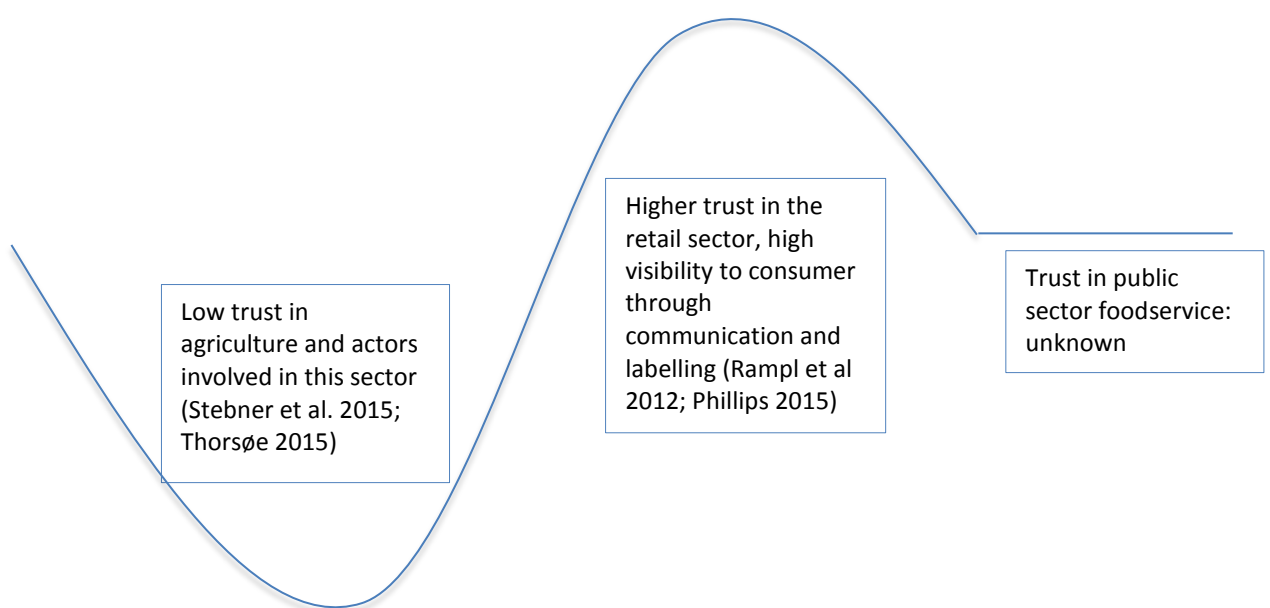 Low trust in
agriculture and actors
involved in this sector
(Stebner et al. 2015;
Thorsøe 2015)
Higher trust in the
retail sector, high
visibility to consumer
through
communication and
labelling (Rampl et al
2012; Phillips 2015)
Trust in public
sector foodservice:
unknown